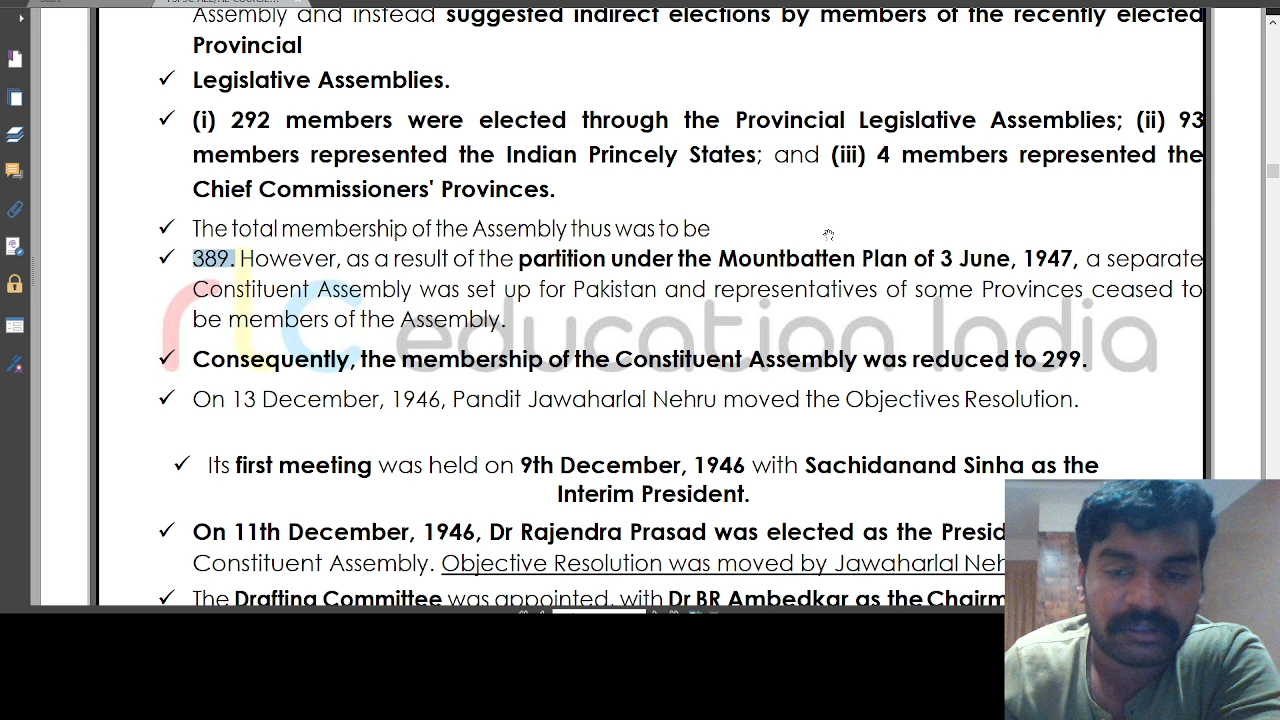 Assembly and instead suggested indirect elections by members of the recently elected
Provincial
✓ Legislative Assemblies.
✓ (i) 292 members were elected through the Provincial Legislative Assemblies; (ii) 93
members represented the Indian Princely States; and (iii) 4 members represented the
Chief Commissioners' Provinces.
✓ The total membership of the Assembly thus was to be
✓ 389. However, as a result of the partition under the Mountbatten Plan of 3 June, 1947, a separate
Constituent Assembly was set up for Pakistan and representatives of some Provinces ceased to
be members of the Assembly.
rlc education India
✓ Consequently, the membership of the Constituent Assembly was reduced to 299.
✓ On 13 December, 1946, Pandit Jawaharlal Nehru moved the Objectives Resolution.
✓ Its first meeting was held on 9th December, 1946 with Sachidanand Sinha as the
Interim President.
✓ On 11th December, 1946, Dr Rajendra Prasad was elected as the Presid
Constituent Assembly. Objective Resolution was moved by Jawaharlal Neh
✓ The Drafting Committee was appointed, with Dr BR Ambedkar as the Chairm